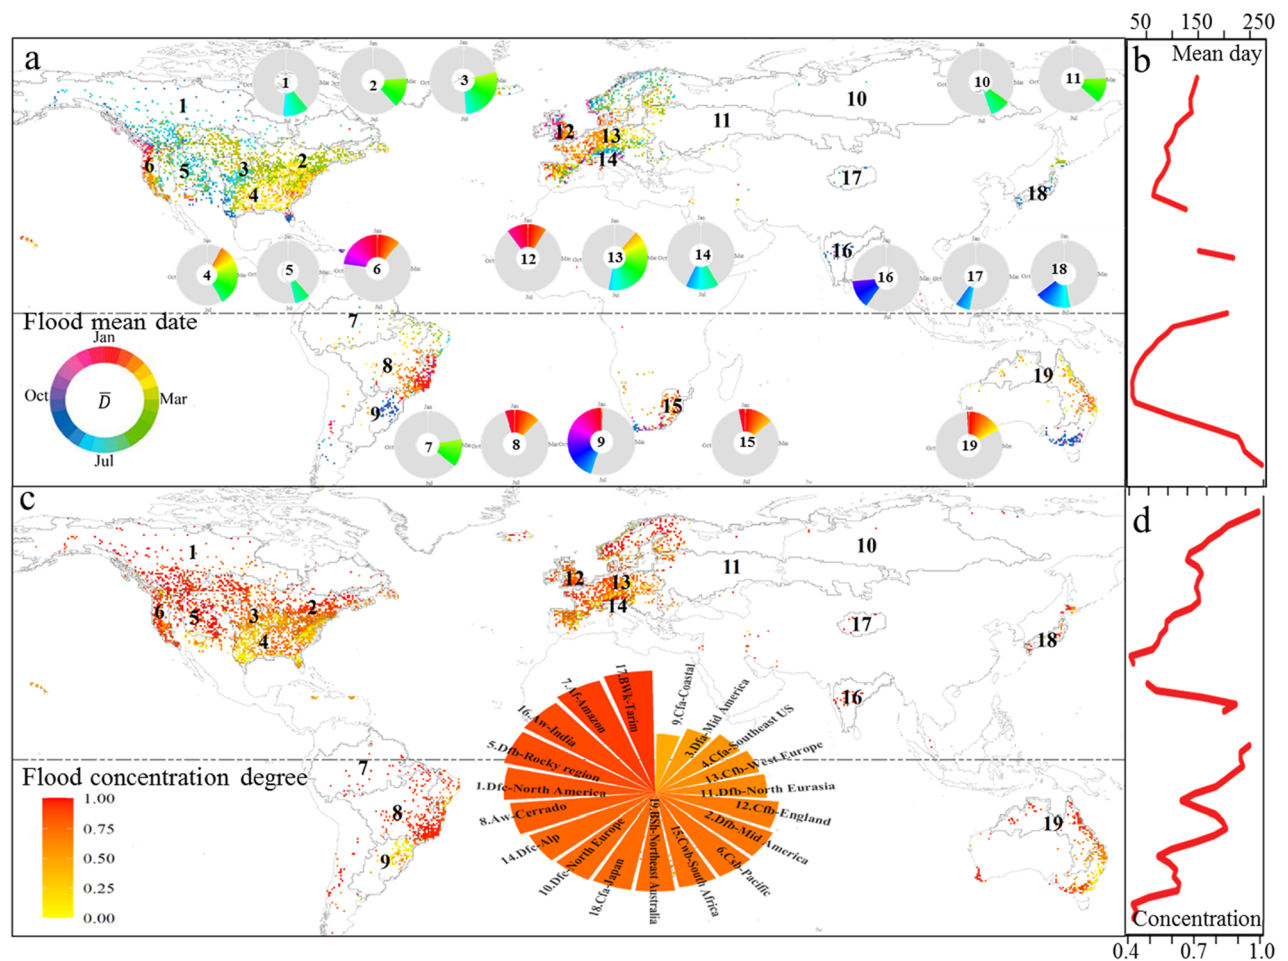 50 150 250
a
b
Mean day
1
2
3
4
5
6
7
8
9
10
11
12
13
14
15
16
17
18
19
Jan
Mar
Jul
Oct
1
2
3
10
11
4
5
6
12
13
14
16
17
18
7
8
9
15
19
Flood mean date
Jan
Oct
D
Mar
Jul
c
d
1
2
3
4
5
6
7
8
9
10
11
12
13
14
16
17
18
19
Flood concentration degree
1.00
0.75
0.50
0.25
0.00
17.BWk-Tarim
7.Af-Amazon
16.Aw-India
5.Dfb-Rocky region
1.Dfc-North America
8.Aw-Cerrado
14.Dfc-Alp
10.Dfc-North Europe
18.Cfa-Japan
19.BSh-Northeast Australia
15.Cwb-South Africa
6.Csb-Pacific
2.Dfb-Mid America
12.Cfb-England
11.Dfb-North Eurasia
13.Cfb-West Europe
4.Cfa-Southeast US
3.Dfa-Mid America
9.Cfa-Coastal
Concentration
0.4 0.7 1.0